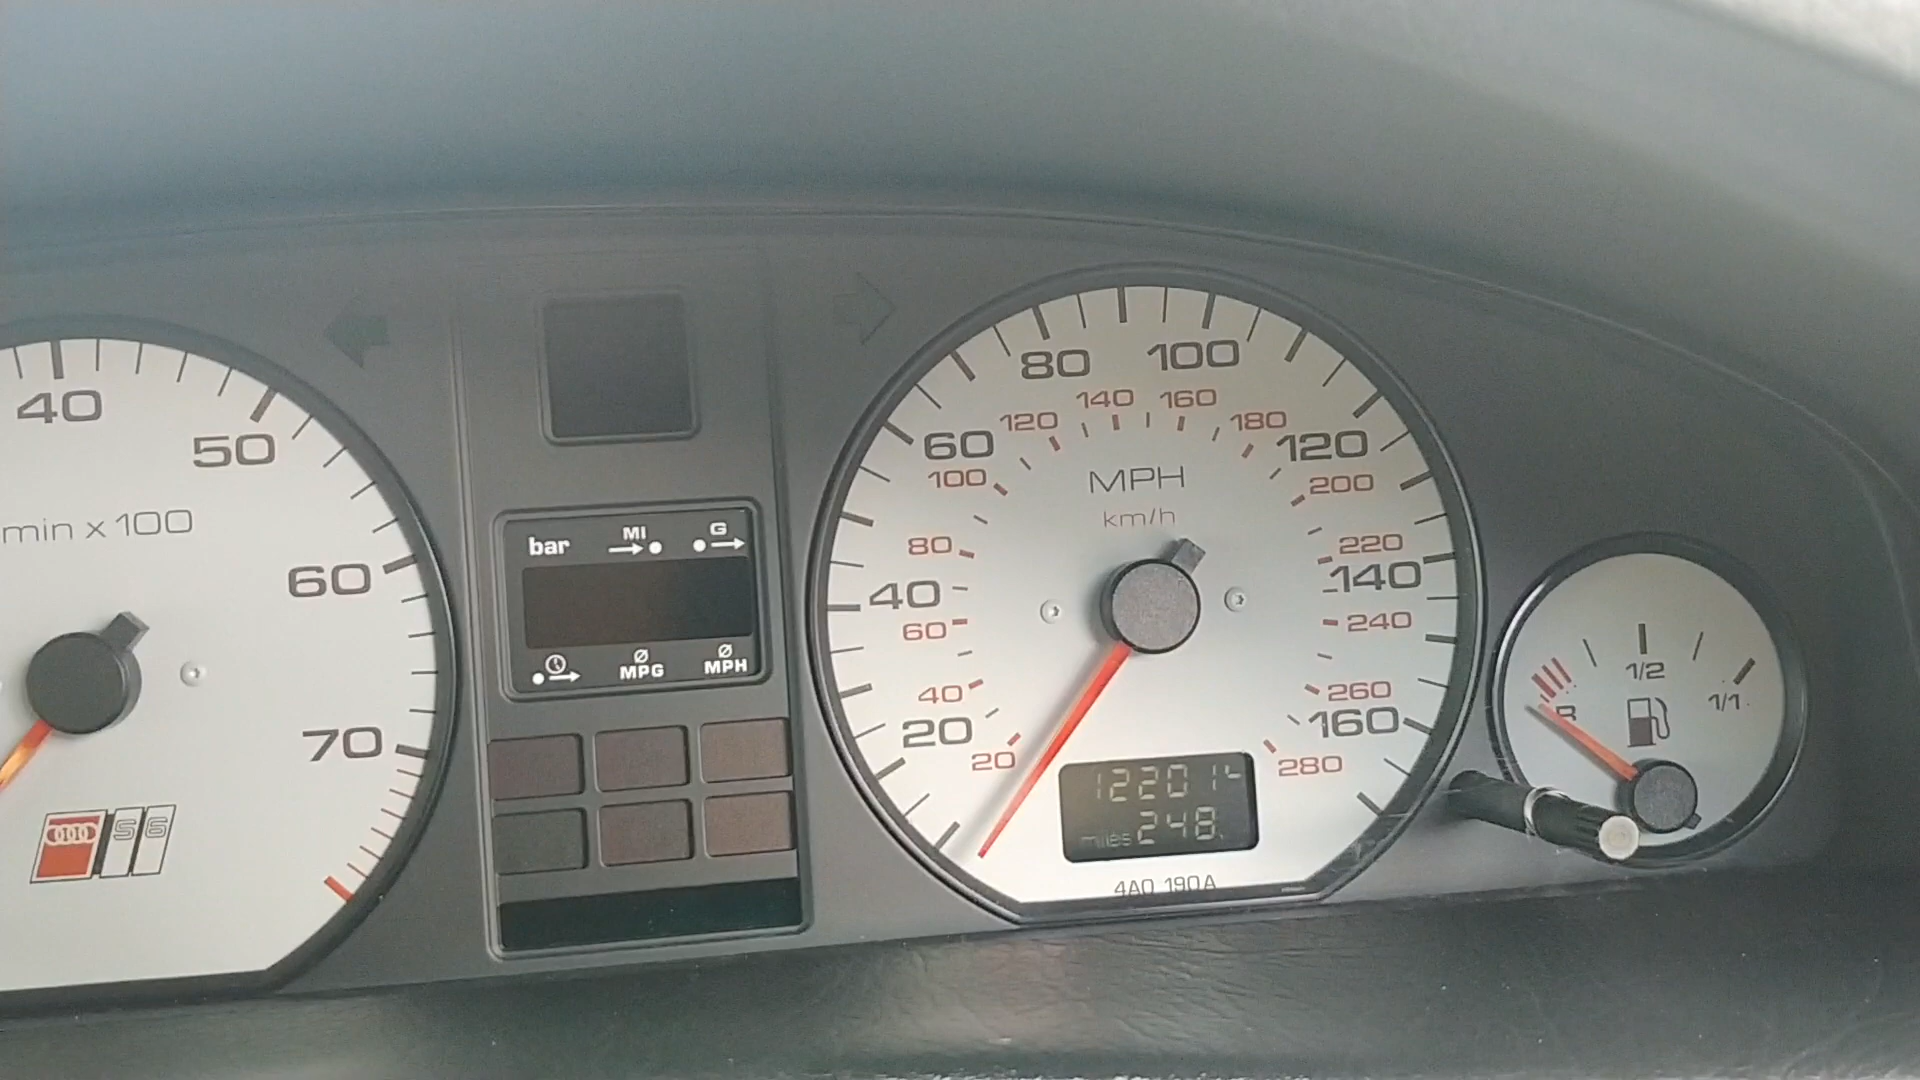 40
50
min x 100
60
70
S6
bar MI G
MPG MPH
80 100
60 120
40 140
20 160
120 140 160 180
100 200
80 220
60 240
40 260
20 280
MPH
km/h
miles 248
4A0 190A
R 1/2 1/1